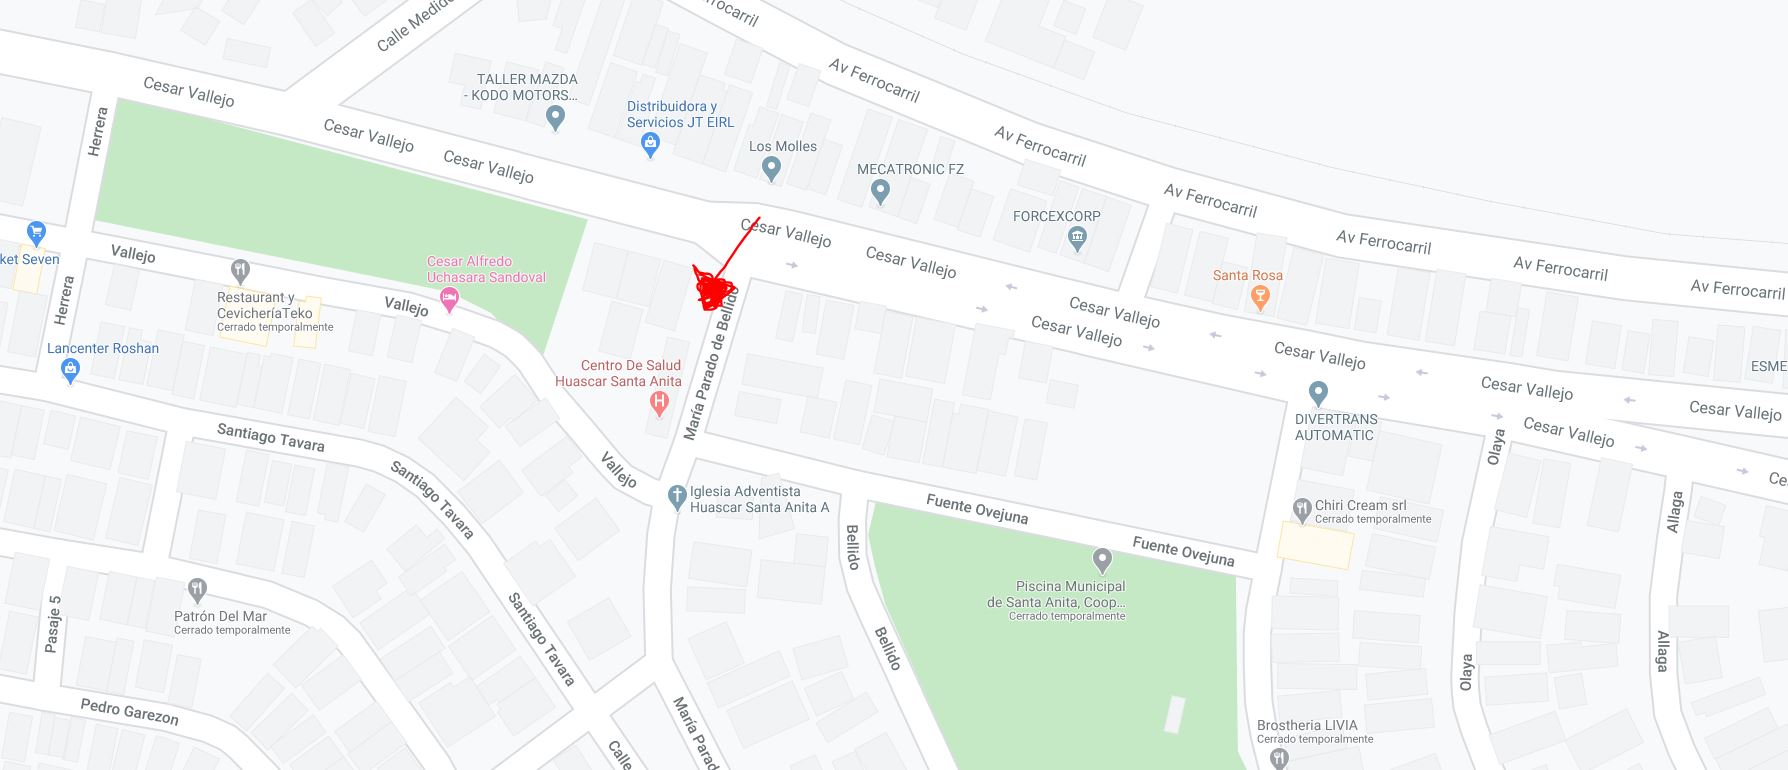 Ferrocarril
Calle Medido
Cesar Vallejo
TALLER MAZDA
- KODO MOTORS...
Av Ferrocarril
Distribuidora y
Servicios JT EIRL
Herrera
Cesar Vallejo
Cesar Vallejo
Los Molles
Av Ferrocarril
MECATRONIC FZ
Av Ferrocarril
FORCEXCORP
Cesar Vallejo
Av Ferrocarril
Vallejo
ket Seven
Cesar Alfredo
Uchasara Sandoval
Cesar Vallejo
Av Ferrocarril
Santa Rosa
Av Ferrocarril
Herrera
Restaurant y
CevicheríaTeko
Cerrado temporalmente
Vallejo
Cesar Vallejo
Cesar Vallejo
Lancenter Roshan
Centro De Salud
Huascar Santa Anita
María Parado de Bellido
Cesar Vallejo
ESME
Cesar Vallejo
Cesar Vallejo
DIVERTRANS
AUTOMATIC
Cesar Vallejo
Santiago Tavara
Santiago Tavara
Vallejo
Olaya
Ce
Iglesia Adventista
Huascar Santa Anita A
Fuente Ovejuna
Chiri Cream srl
Cerrado temporalmente
Allaga
Bellido
Fuente Ovejuna
Piscina Municipal
de Santa Anita, Coop...
Cerrado temporalmente
Patrón Del Mar
Cerrado temporalmente
Pasaje 5
Santiago Tavara
Bellido
Olaya
Allaga
Pedro Garezon
María Parad
Calle
Brostheria LIVIA
Cerrado temporalmente